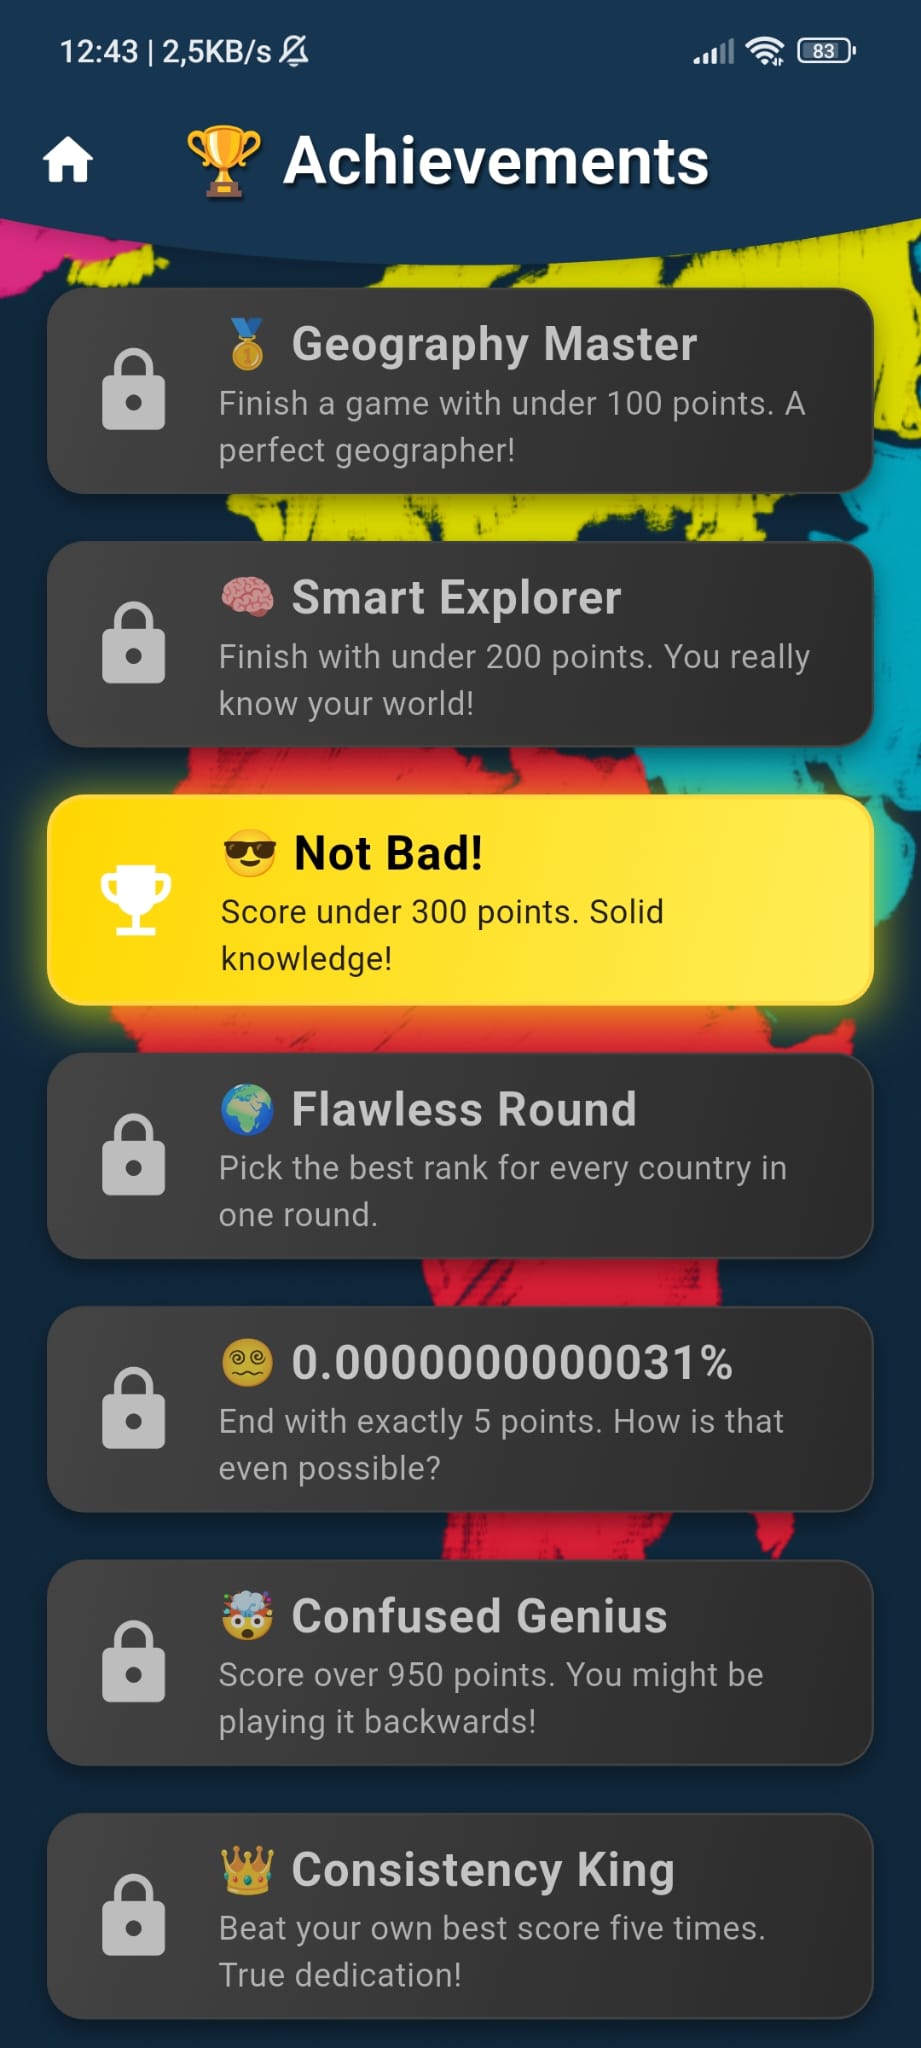 12:43 | 2,5KB/s
83
Achievements
Geography Master
Finish a game with under 100 points. A
perfect geographer!
Smart Explorer
Finish with under 200 points. You really
know your world!
Not Bad!
Score under 300 points. Solid
knowledge!
Flawless Round
Pick the best rank for every country in
one round.
0.0000000000031%
End with exactly 5 points. How is that
even possible?
Confused Genius
Score over 950 points. You might be
playing it backwards!
Consistency King
Beat your own best score five times.
True dedication!